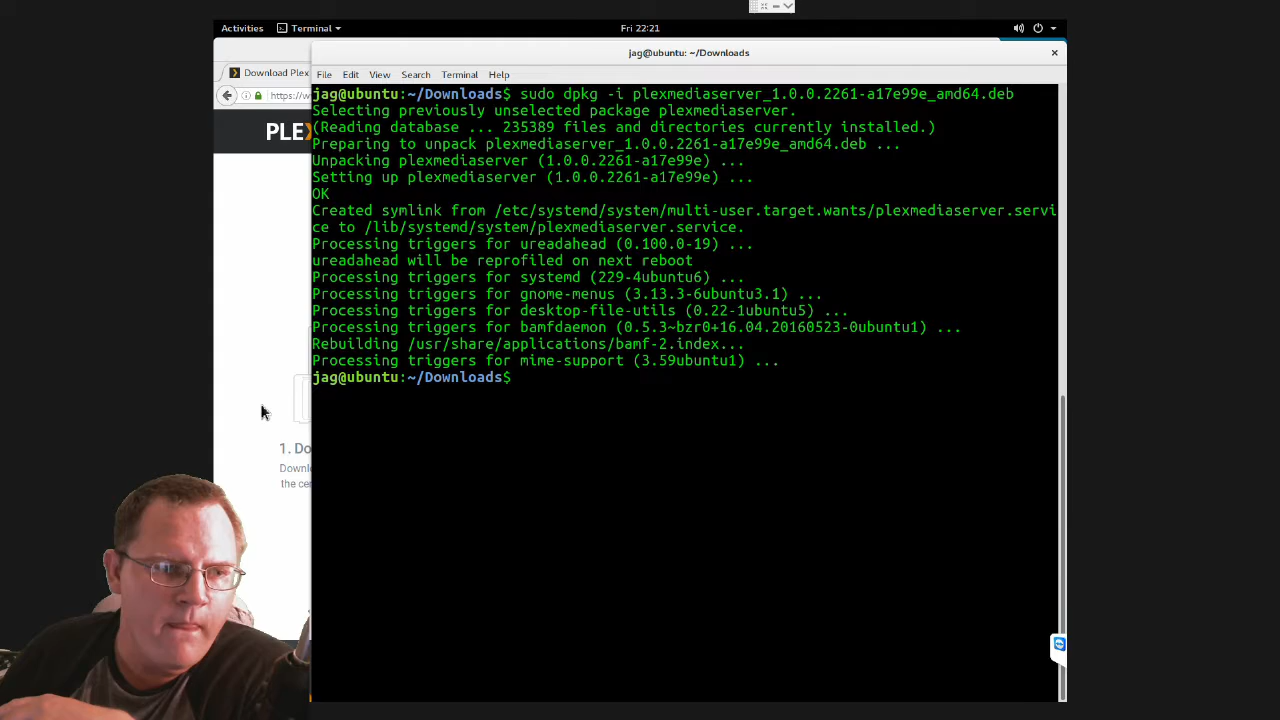 Activities
Terminal
Fri 22:21
jag@ubuntu: ~/Downloads
Download Plex
File Edit View Search Terminal Help
https://w
PLEX
1. Do
Downl
the cer
jag@ubuntu:~/Downloads$ sudo dpkg -i plexmediaserver_1.0.0.2261-a17e99e_amd64.deb
Selecting previously unselected package plexmediaserver.
(Reading database ... 235389 files and directories currently installed.)
Preparing to unpack plexmediaserver_1.0.0.2261-a17e99e_amd64.deb ...
Unpacking plexmediaserver (1.0.0.2261-a17e99e) ...
Setting up plexmediaserver (1.0.0.2261-a17e99e) ...
OK
Created symlink from /etc/systemd/system/multi-user.target.wants/plexmediaserver.servi
ce to /lib/systemd/system/plexmediaserver.service.
Processing triggers for ureadahead (0.100.0-19) ...
ureadahead will be reprofiled on next reboot
Processing triggers for systemd (229-4ubuntu6) ...
Processing triggers for gnome-menus (3.13.3-6ubuntu3.1) ...
Processing triggers for desktop-file-utils (0.22-1ubuntu5) ...
Processing triggers for bamfdaemon (0.5.3~bzr0+16.04.20160523-0ubuntu1) ...
Rebuilding /usr/share/applications/bamf-2.index...
Processing triggers for mime-support (3.59ubuntu1) ...
jag@ubuntu:~/Downloads$